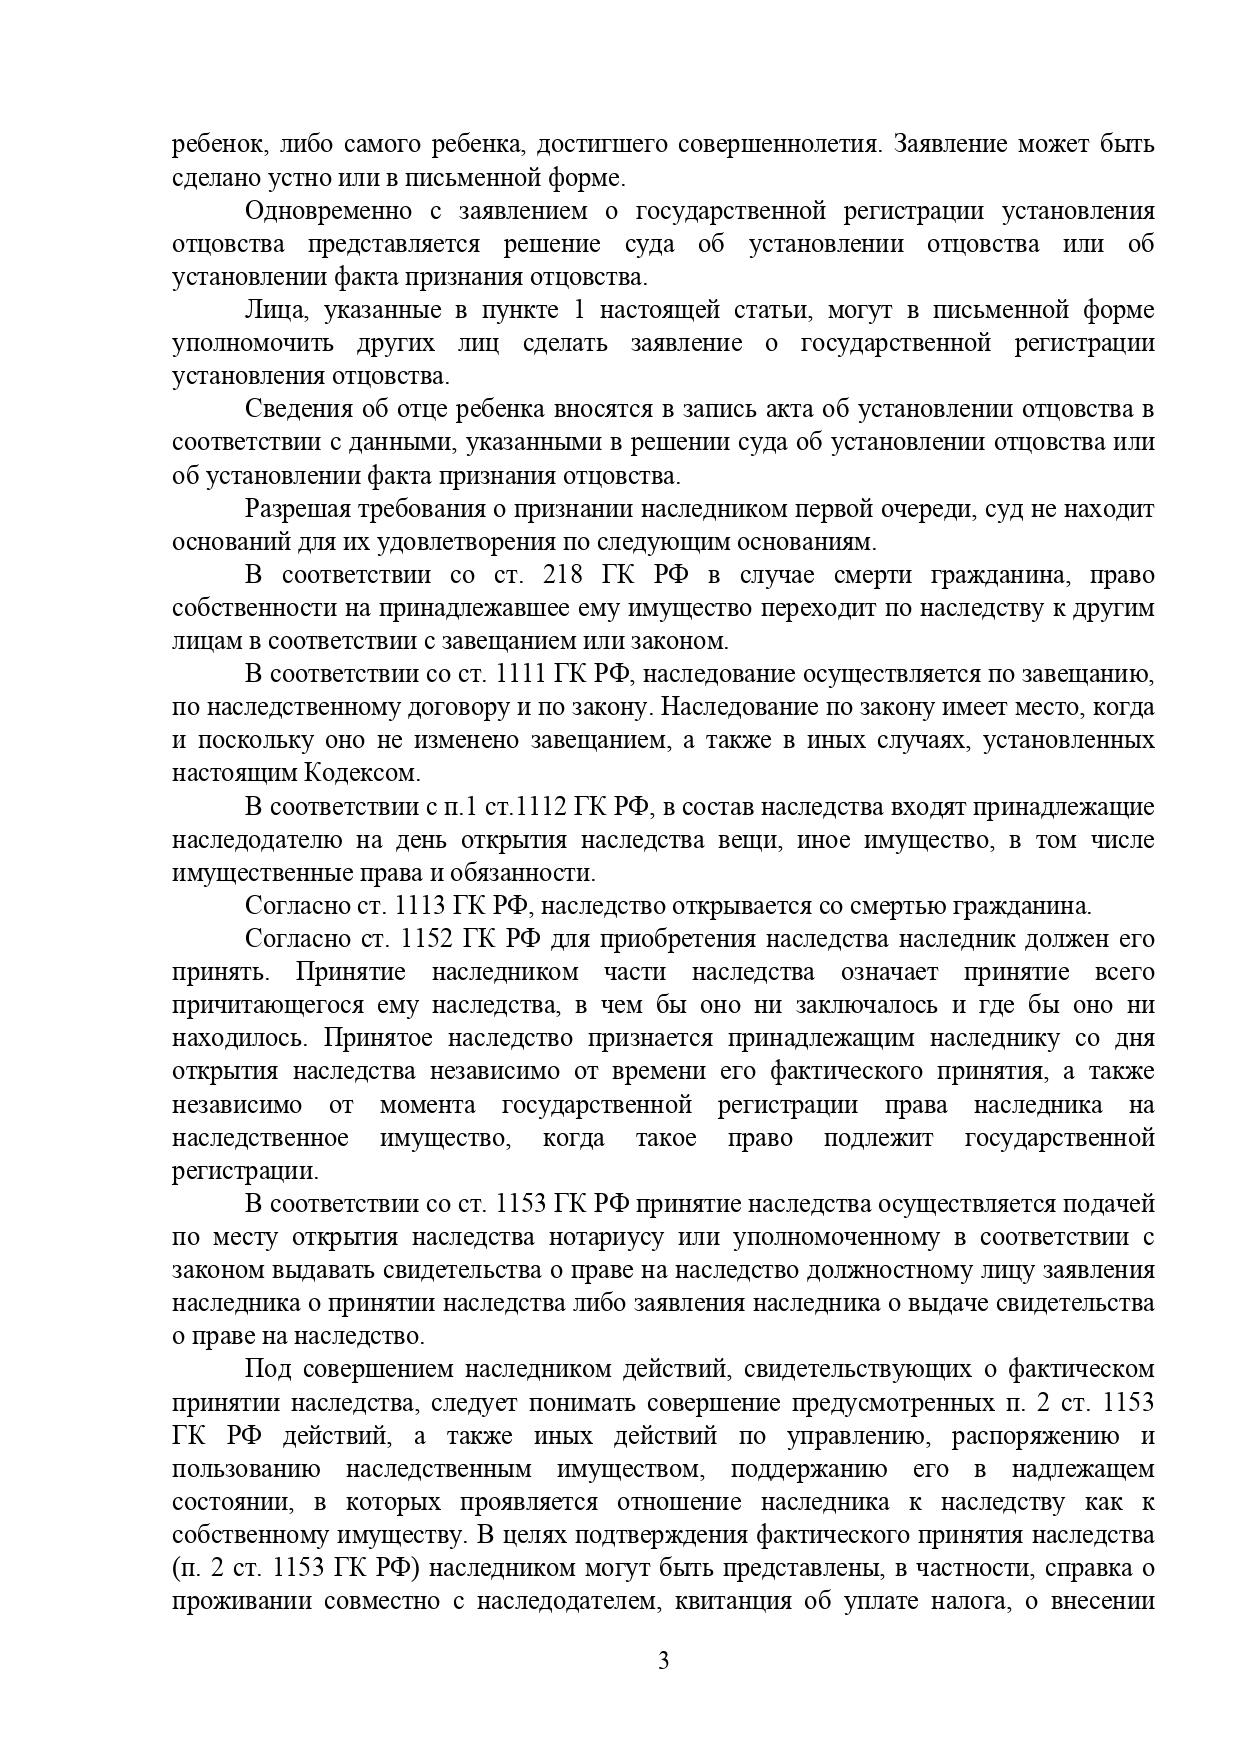 ребенок, либо самого ребенка, достигшего совершеннолетия. Заявление может быть
сделано устно или в письменной форме.
Одновременно с заявлением о государственной регистрации установления
отцовства представляется решение суда об установлении отцовства или об
установлении факта признания отцовства.
Лица, указанные в пункте 1 настоящей статьи, могут в письменной форме
уполномочить других лиц сделать заявление о государственной регистрации
установления отцовства.
Сведения об отце ребенка вносятся в запись акта об установлении отцовства в
соответствии с данными, указанными в решении суда об установлении отцовства или
об установлении факта признания отцовства.
Разрешая требования о признании наследником первой очереди, суд не находит
оснований для их удовлетворения по следующим основаниям.
В соответствии со ст. 218 ГК РФ в случае смерти гражданина, право
собственности на принадлежавшее ему имущество переходит по наследству к другим
лицам в соответствии с завещанием или законом.
В соответствии со ст. 1111 ГК РФ, наследование осуществляется по завещанию,
по наследственному договору и по закону. Наследование по закону имеет место, когда
и поскольку оно не изменено завещанием, а также в иных случаях, установленных
настоящим Кодексом.
В соответствии с п.1 ст.1112 ГК РФ, в состав наследства входят принадлежащие
наследодателю на день открытия наследства вещи, иное имущество, в том числе
имущественные права и обязанности.
Согласно ст. 1113 ГК РФ, наследство открывается со смертью гражданина.
Согласно ст. 1152 ГК РФ для приобретения наследства наследник должен его
принять. Принятие наследником части наследства означает принятие всего
причитающегося ему наследства, в чем бы оно ни заключалось и где бы оно ни
находилось. Принятое наследство признается принадлежащим наследнику со дня
открытия наследства независимо от времени его фактического принятия, а также
независимо от момента государственной регистрации права наследника на
наследственное имущество, когда такое право подлежит государственной
регистрации.
В соответствии со ст. 1153 ГК РФ принятие наследства осуществляется подачей
по месту открытия наследства нотариусу или уполномоченному в соответствии с
законом выдавать свидетельства о праве на наследство должностному лицу заявления
наследника о принятии наследства либо заявления наследника о выдаче свидетельства
о праве на наследство.
Под совершением наследником действий, свидетельствующих о фактическом
принятии наследства, следует понимать совершение предусмотренных п. 2 ст. 1153
ГК РФ действий, а также иных действий по управлению, распоряжению и
пользованию наследственным имуществом, поддержанию его в надлежащем
состоянии, в которых проявляется отношение наследника к наследству как к
собственному имуществу. В целях подтверждения фактического принятия наследства
(п. 2 ст. 1153 ГК РФ) наследником могут быть представлены, в частности, справка о
проживании совместно с наследодателем, квитанция об уплате налога, о внесении
3